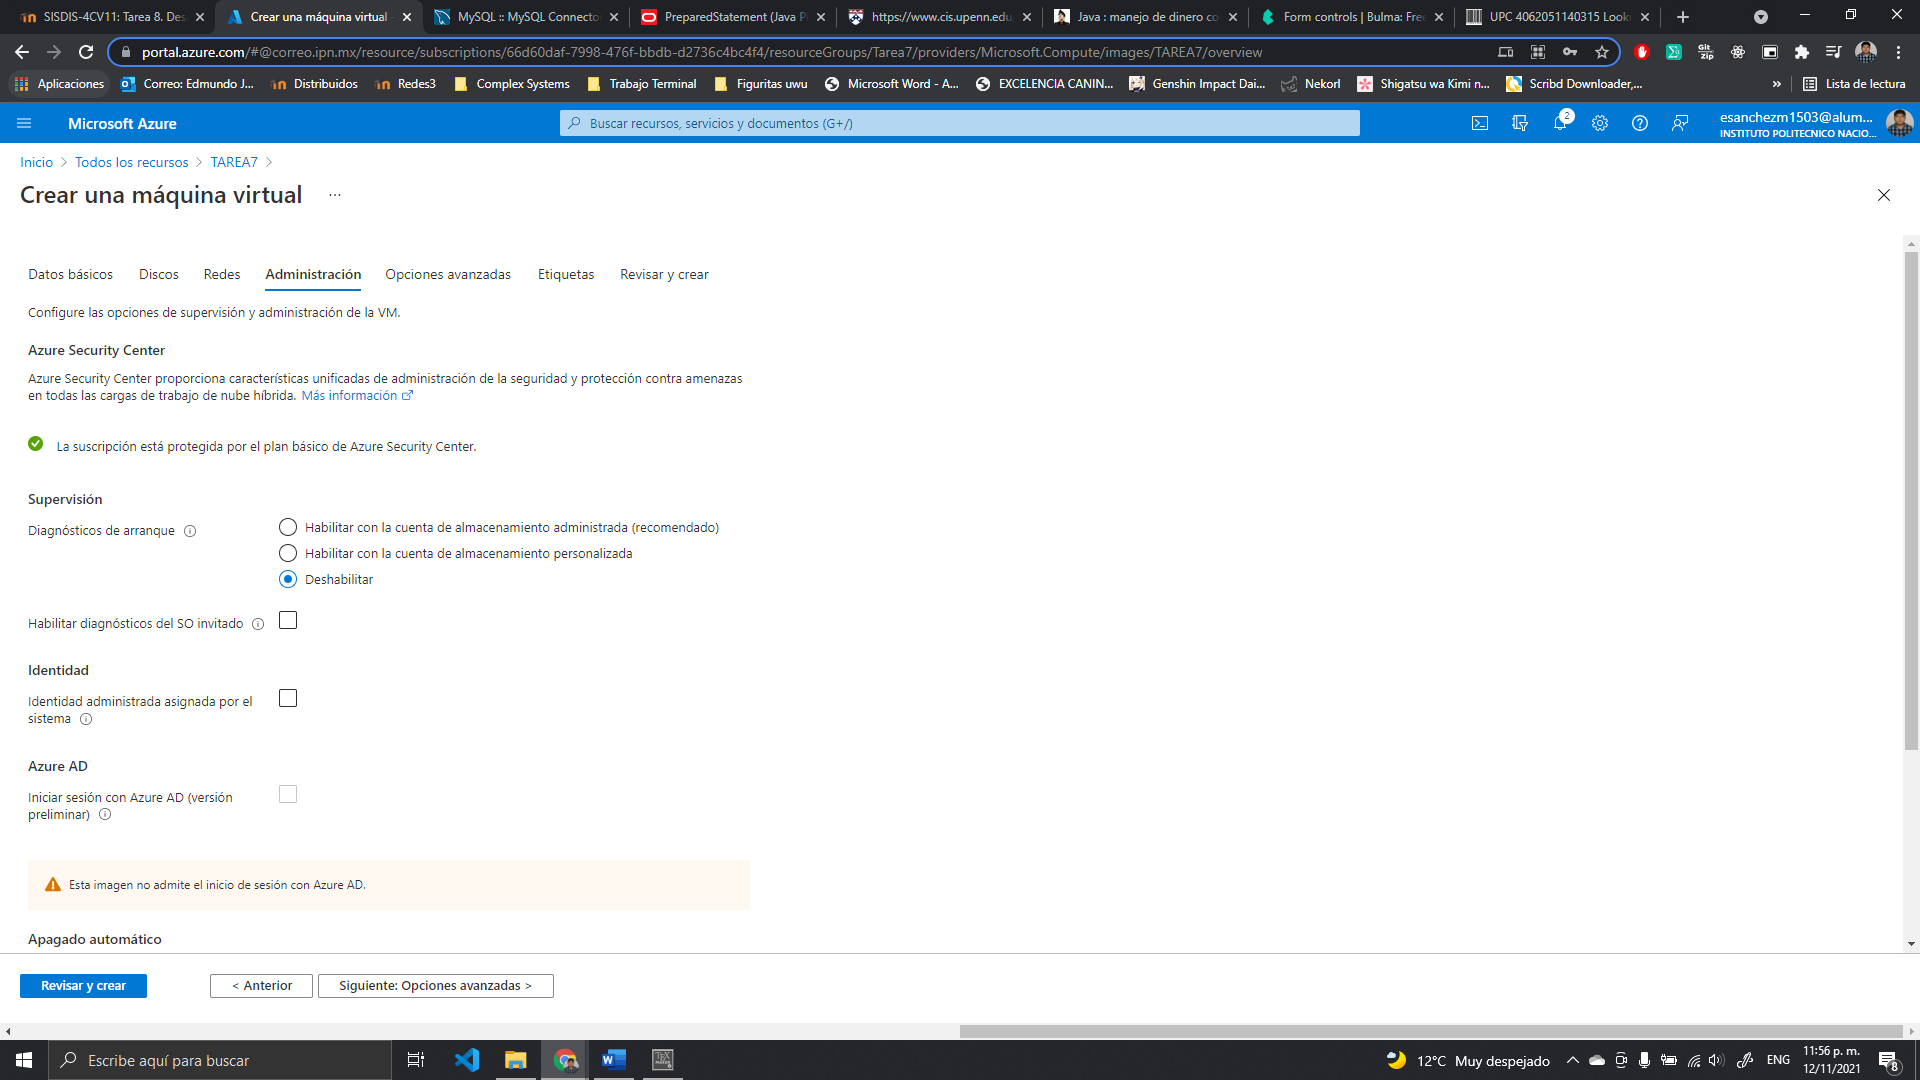 SISDIS-4CV11: Tarea 8. Des
Crear una máquina virtual
MySQL :: MySQL Connecto
PreparedStatement (Java Pl
https://www.cis.upenn.edu
Java : manejo de dinero co
Form controls | Bulma: Free
UPC 4062051140315 Look
portal.azure.com/#@correo.ipn.mx/resource/subscriptions/66d60daf-7998-476f-bbdb-d2736c4bc4f4/resourceGroups/Tarea7/providers/Microsoft.Compute/images/TAREA7/overview
Aplicaciones
Correo: Edmundo J...
Distribuidos
Redes3
Complex Systems
Trabajo Terminal
Figuritas uwu
Microsoft Word - A...
EXCELENCIA CANIN...
Genshin Impact Dai...
Nekorl
Shigatsu wa Kimi n...
Scribd Downloader,...
»
Lista de lectura
Microsoft Azure
Buscar recursos, servicios y documentos (G+/)
2
esanchezm1503@alum...
INSTITUTO POLITECNICO NACIO...
Inicio > Todos los recursos > TAREA7 >
Crear una máquina virtual ...
Datos básicos Discos Redes Administración Opciones avanzadas Etiquetas Revisar y crear
Configure las opciones de supervisión y administración de la VM.
Azure Security Center
Azure Security Center proporciona características unificadas de administración de la seguridad y protección contra amenazas
en todas las cargas de trabajo de nube híbrida. Más información
La suscripción está protegida por el plan básico de Azure Security Center.
Supervisión
Diagnósticos de arranque
Habilitar con la cuenta de almacenamiento administrada (recomendado)
Habilitar con la cuenta de almacenamiento personalizada
Deshabilitar
Habilitar diagnósticos del SO invitado
Identidad
Identidad administrada asignada por el
sistema
Azure AD
Iniciar sesión con Azure AD (versión
preliminar)
Esta imagen no admite el inicio de sesión con Azure AD.
Apagado automático
Revisar y crear
< Anterior
Siguiente: Opciones avanzadas >
Escribe aquí para buscar
12°C Muy despejado
ENG
11:56 p. m.
12/11/2021
8